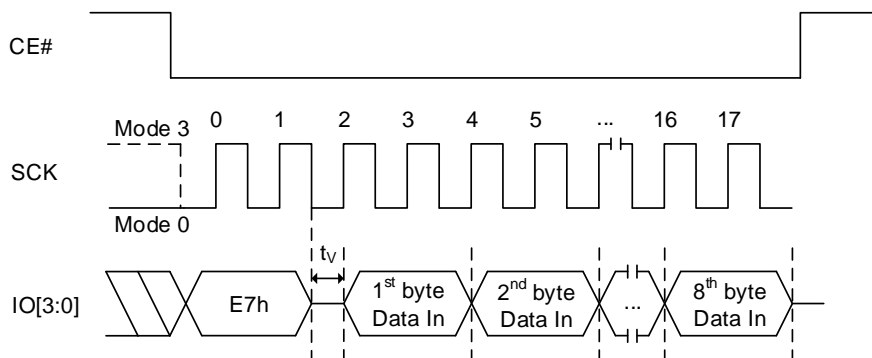 CE#
Mode 3
0 1 2 3 4 5 ... 16 17
SCK
Mode 0
tV
IO[3:0]
E7h
1st byte
Data In
2nd byte
Data In
...
8th byte
Data In